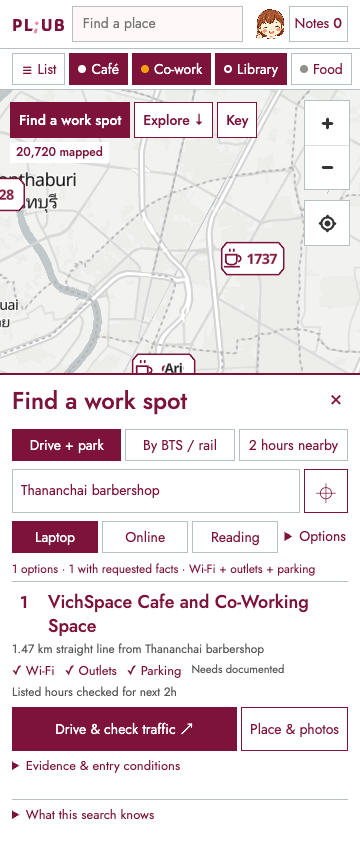 PL;UB Find a place Notes 0
≡ List Café Co-work Library Food
Find a work spot Explore ↓ Key +
20,720 mapped
nthaburi
28
ทบุรี −
1737
uai
Ari
Find a work spot ×
Drive + park By BTS / rail 2 hours nearby
Thananchai barbershop
Laptop Online Reading ▶ Options
1 options · 1 with requested facts · Wi-Fi + outlets + parking
1 VichSpace Cafe and Co-Working
Space
1.47 km straight line from Thananchai barbershop
✓ Wi-Fi ✓ Outlets ✓ Parking Needs documented
Listed hours checked for next 2h
Drive & check traffic ↗ Place & photos
▶ Evidence & entry conditions
▶ What this search knows